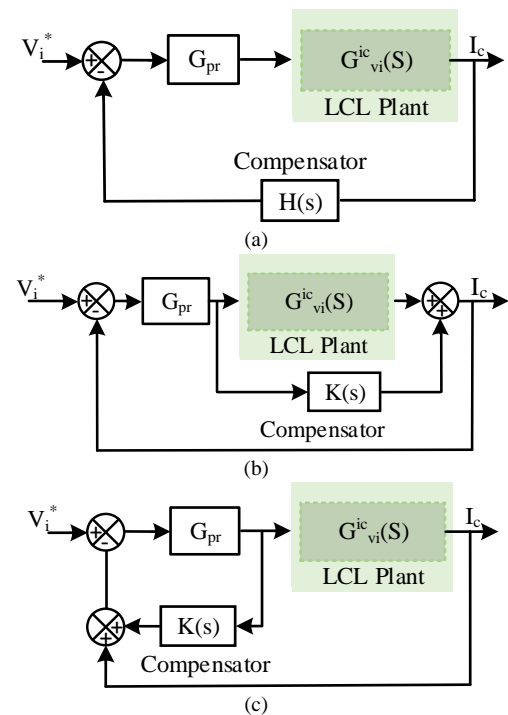 V_i^*
G_pr
G^ic_vi(S)
I_c
LCL Plant
Compensator
H(s)
(a)
V_i^*
G_pr
G^ic_vi(S)
I_c
LCL Plant
K(s)
Compensator
(b)
V_i^*
G_pr
G^ic_vi(S)
I_c
LCL Plant
K(s)
Compensator
(c)